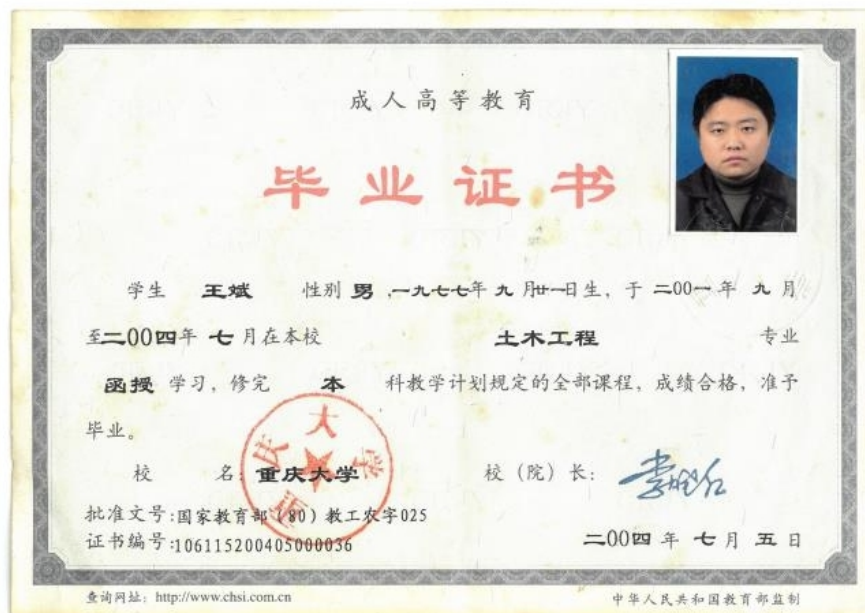 成人高等教育
毕业证书
学生 王斌 性别 男 ,一九七七年 九 月廿一日生，于 二00一 年 九 月
至二00四年 七 月在本校 土木工程 专业
函授 学习，修完 本 科教学计划规定的全部课程，成绩合格，准予
毕业。
校 名: 重庆大学 校（院）长:
重庆大学
批准文号:国家教育部（80）教工农字025
证书编号:106115200405000036
二00四 年 七 月 五 日
查询网址: http://www.chsi.com.cn 中华人民共和国教育部监制